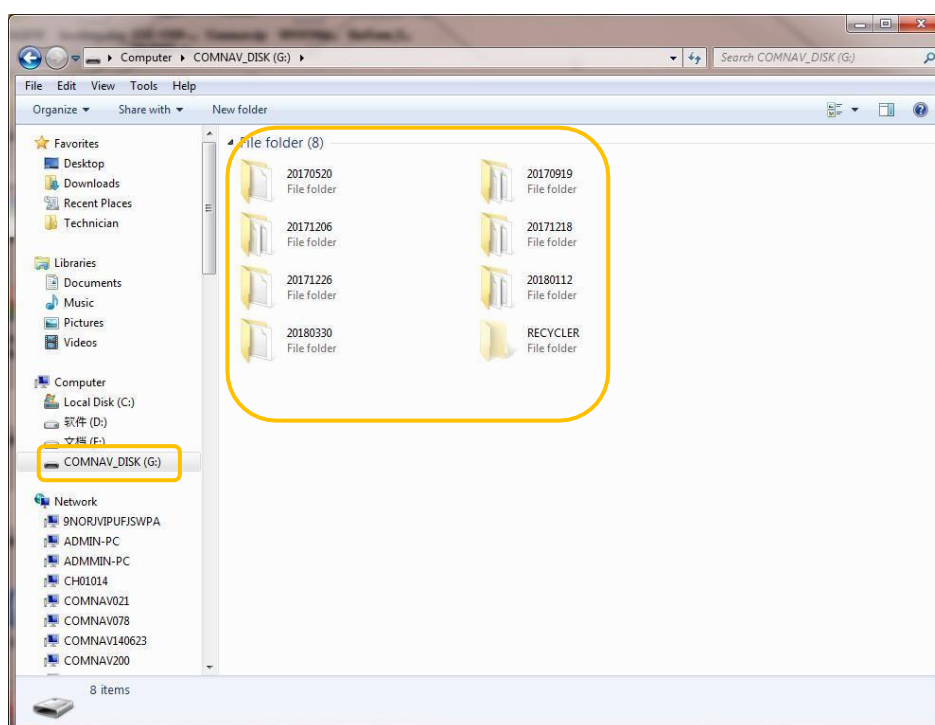 Computer ▸ COMNAV_DISK (G:) ▸
Search COMNAV_DISK (G:)
File Edit View Tools Help
Organize Share with New folder
Favorites
Desktop
Downloads
Recent Places
Technician
Libraries
Documents
Music
Pictures
Videos
Computer
Local Disk (C:)
软件 (D:)
文档 (E:)
COMNAV_DISK (G:)
Network
9NORJVIPUFJSWPA
ADMIN-PC
ADMMIN-PC
CH01014
COMNAV021
COMNAV078
COMNAV140623
COMNAV200
File folder (8)
20170520
File folder
20170919
File folder
20171206
File folder
20171218
File folder
20171226
File folder
20180112
File folder
20180330
File folder
RECYCLER
File folder
8 items